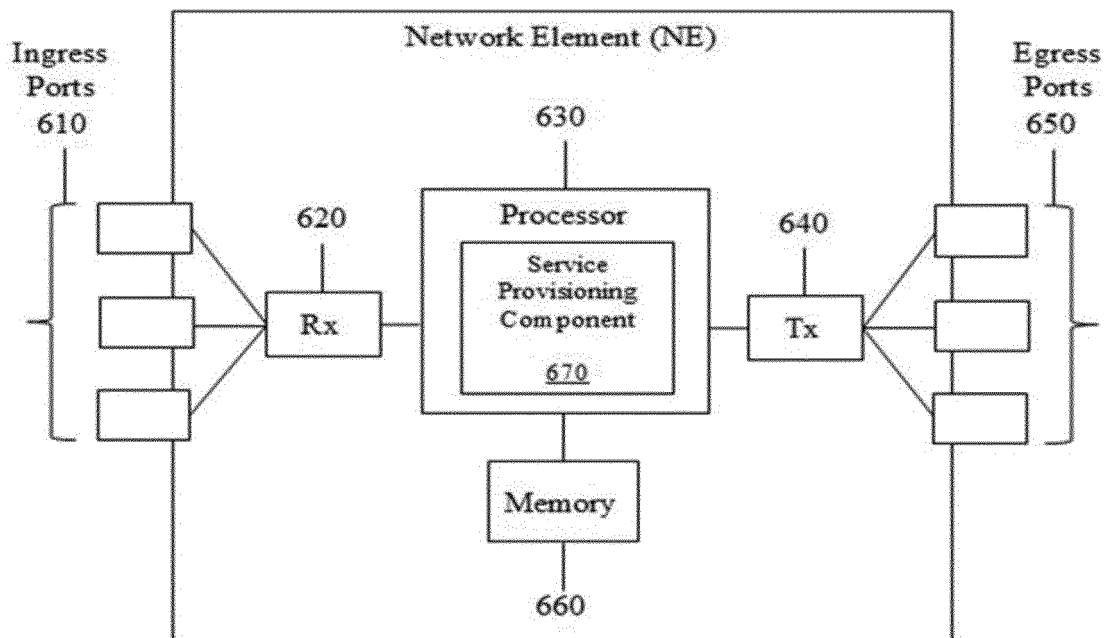 Network Element (NE)
Ingress
Ports
610
Egress
Ports
650
630
620
640
Processor
Service
Provisioning
Component
670
Rx
Tx
Memory
660